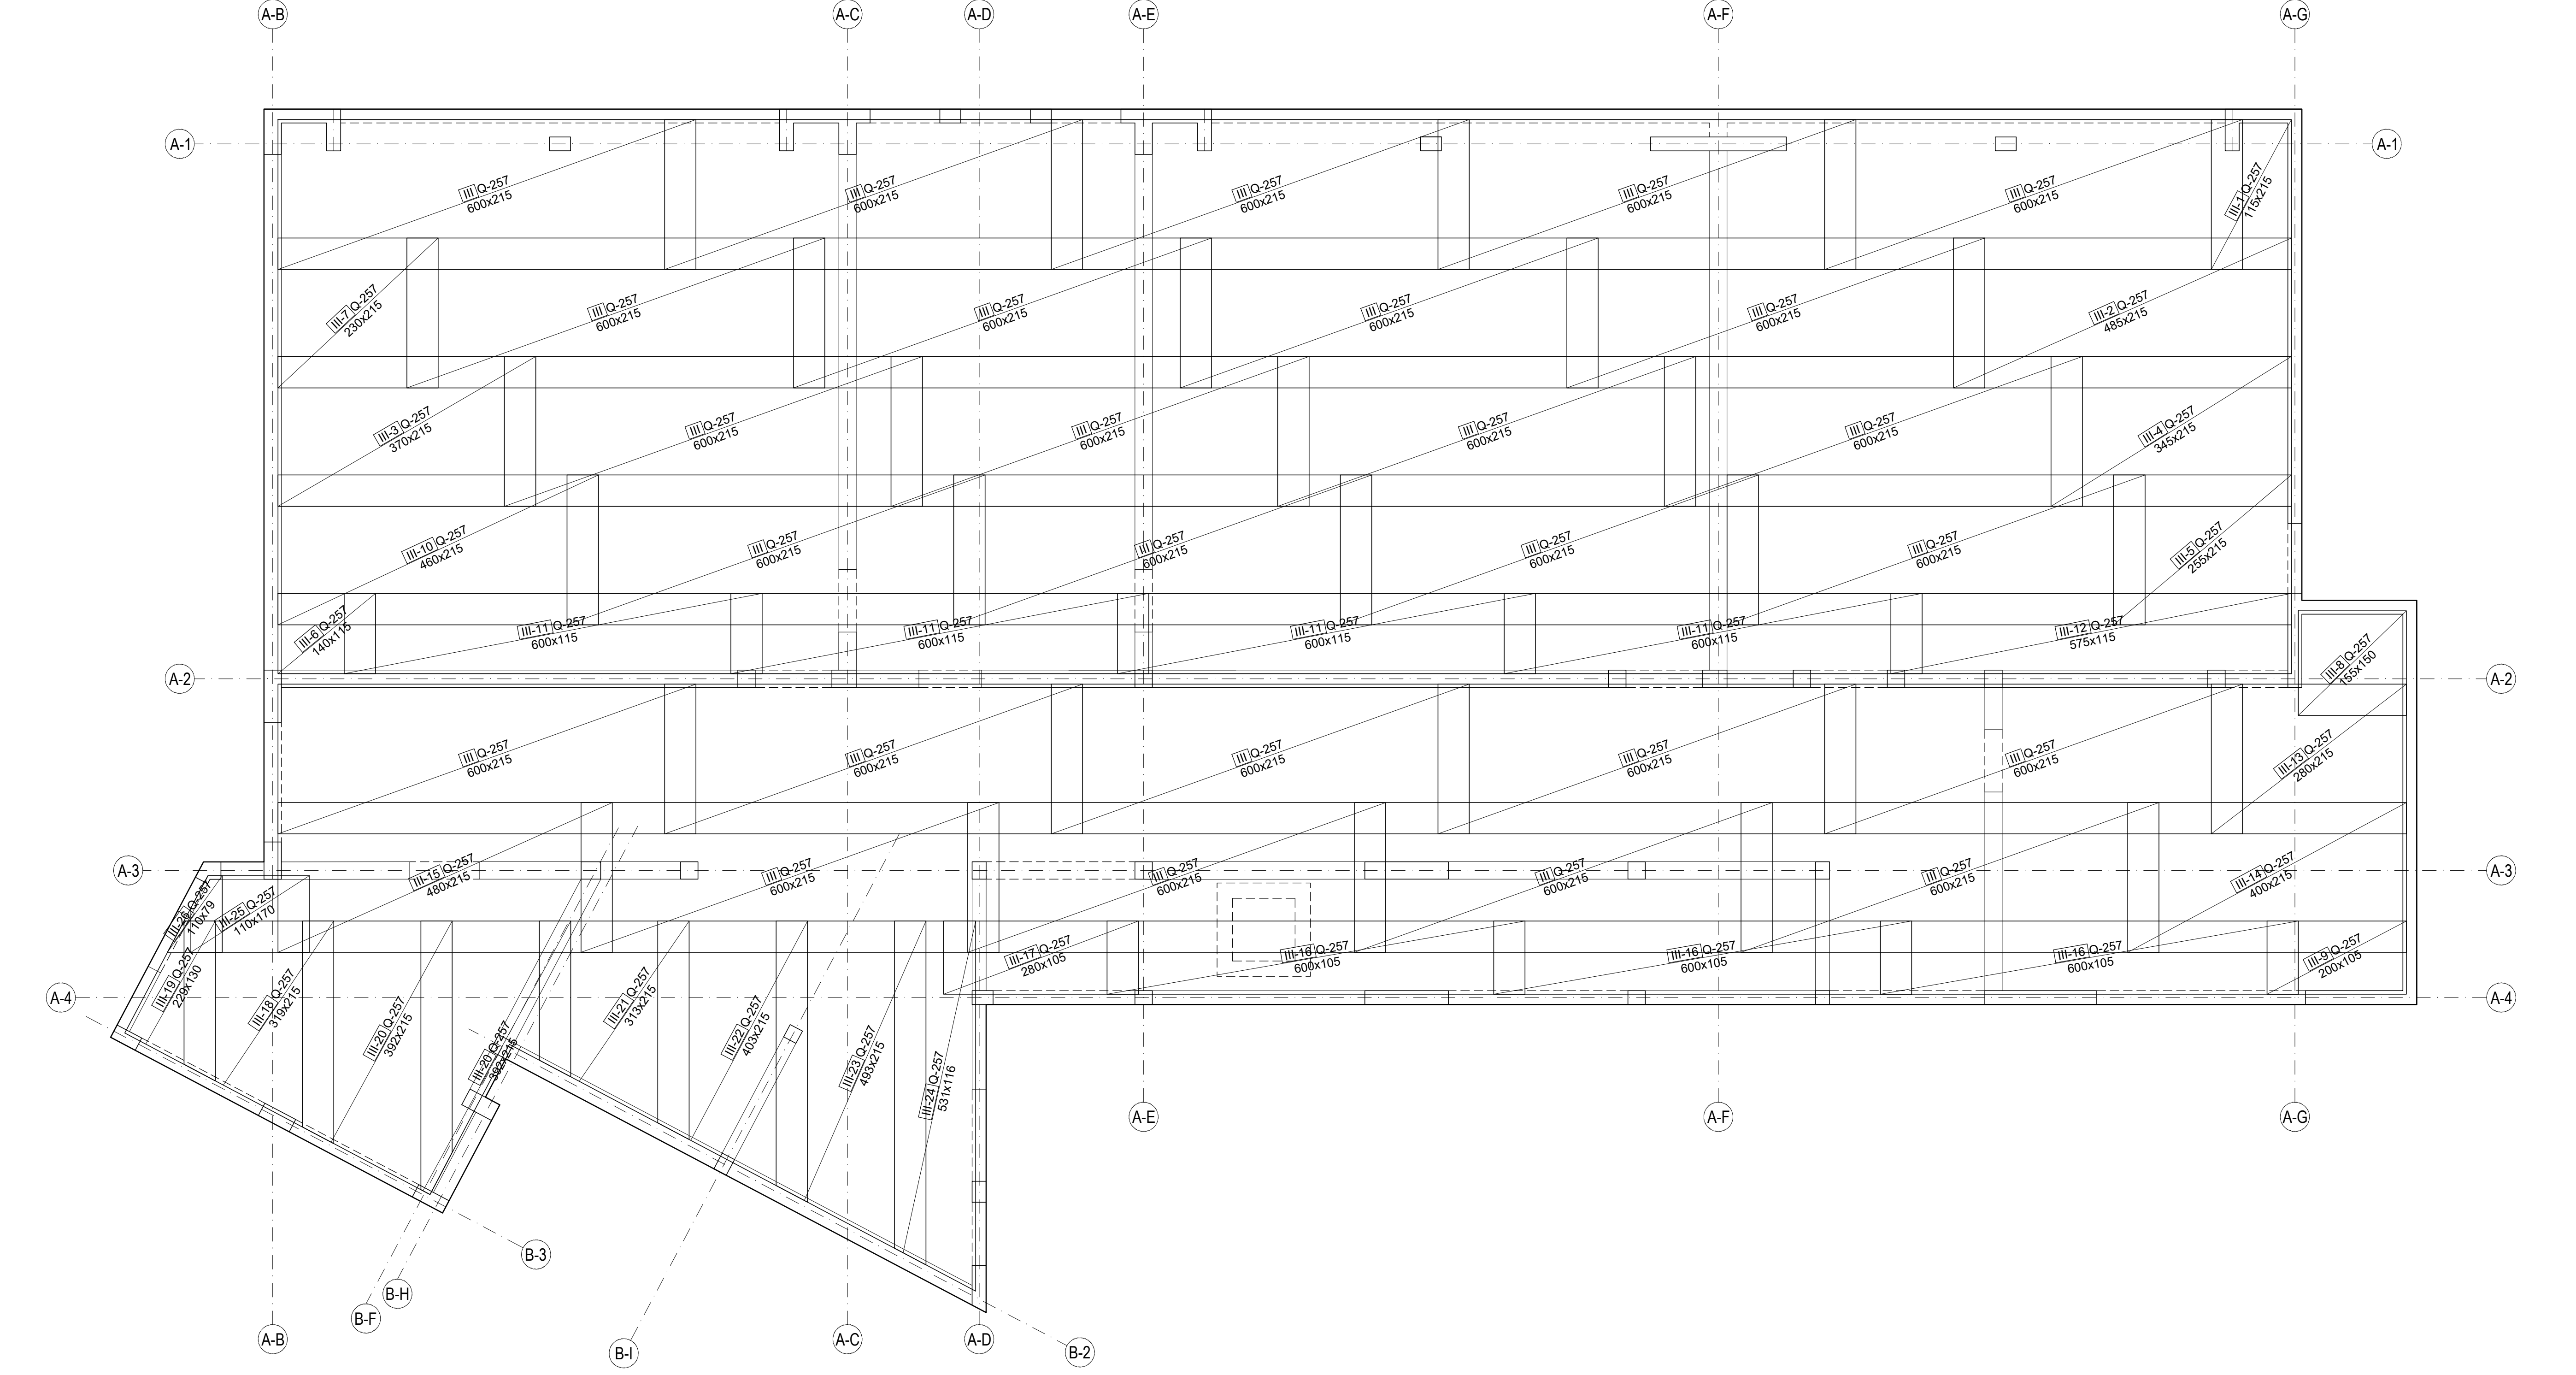 A-B
A-C
A-D
A-E
A-F
A-G
A-1
A-1
III Q-257
600x215
III Q-257
600x215
III Q-257
600x215
III Q-257
600x215
III Q-257
600x215
III-1 Q-257
115x215
III-7 Q-257
230x215
III Q-257
600x215
III Q-257
600x215
III Q-257
600x215
III Q-257
600x215
III-2 Q-257
485x215
III-3 Q-257
370x215
III Q-257
600x215
III Q-257
600x215
III Q-257
600x215
III Q-257
600x215
III-4 Q-257
345x215
III-10 Q-257
460x215
III Q-257
600x215
III Q-257
600x215
III Q-257
600x215
III Q-257
600x215
III-5 Q-257
255x215
III-6 Q-257
140x115
III-11 Q-257
600x115
III-11 Q-257
600x115
III-11 Q-257
600x115
III-11 Q-257
600x115
III-12 Q-257
575x115
III-8 Q-257
155x150
A-2
A-2
III Q-257
600x215
III Q-257
600x215
III Q-257
600x215
III Q-257
600x215
III Q-257
600x215
III-13 Q-257
280x215
A-3
A-3
III-26 Q-257
110x79
III-25 Q-257
110x170
III-15 Q-257
480x215
III Q-257
600x215
III Q-257
600x215
III Q-257
600x215
III Q-257
600x215
III-14 Q-257
400x215
III-17 Q-257
280x105
III-16 Q-257
600x105
III-16 Q-257
600x105
III-16 Q-257
600x105
III-9 Q-257
200x105
A-4
A-4
III-19 Q-257
229x130
III-18 Q-257
319x215
III-20 Q-257
392x215
III-20 Q-257
392x215
III-21 Q-257
313x215
III-22 Q-257
403x215
III-23 Q-257
493x215
III-24 Q-257
531x116
A-E
A-F
A-G
B-3
B-H
B-F
A-B
B-I
A-C
A-D
B-2